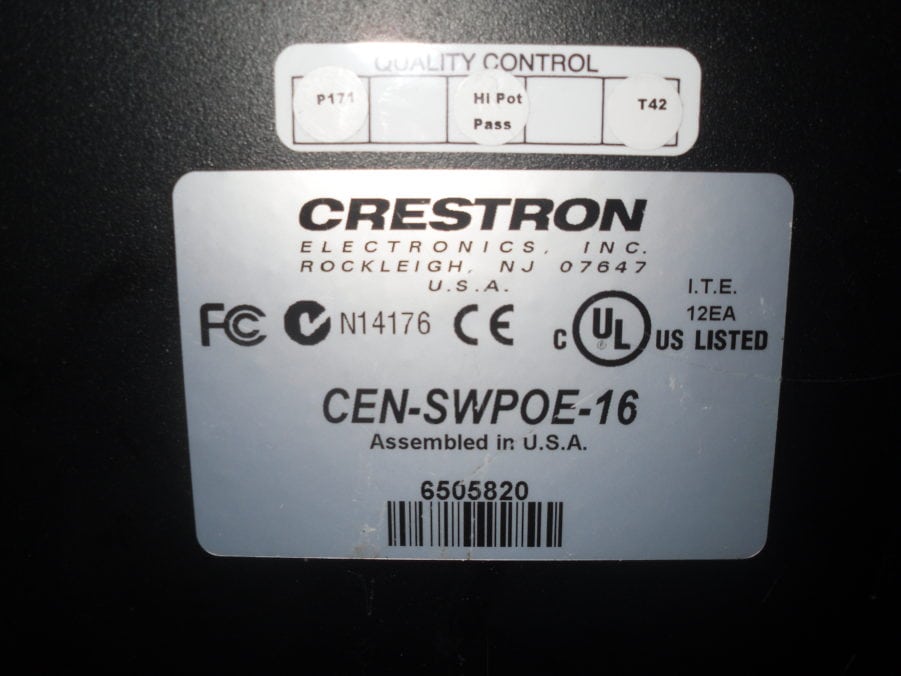 QUALITY CONTROL
P171
Hi Pot
Pass
T42
CRESTRON
ELECTRONICS, INC.
ROCKLEIGH, NJ 07647
U.S.A.
FC N14176 CE
I.T.E.
12EA
C UL US LISTED
CEN-SWPOE-16
Assembled in U.S.A.
6505820